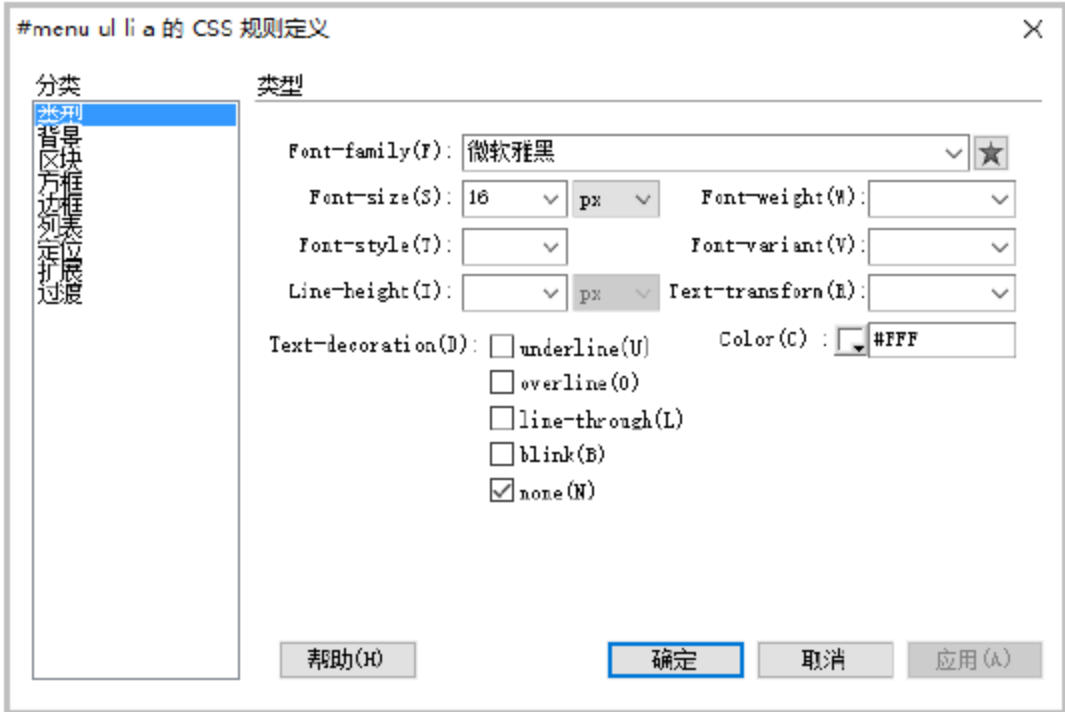 #menu ul li a 的 CSS 规则定义
分类
类型
背景
区块
方框
边框
列表
定位
扩展
过渡
类型
Font-family(F): 微软雅黑
Font-size(S): 16 px Font-weight(W):
Font-style(T): Font-variant(V):
Line-height(I): px Text-transform(R):
Text-decoration(D): underline(U) Color(C) : #FFF
overline(O)
line-through(L)
blink(B)
none(N)
帮助(H) 确定 取消 应用(A)